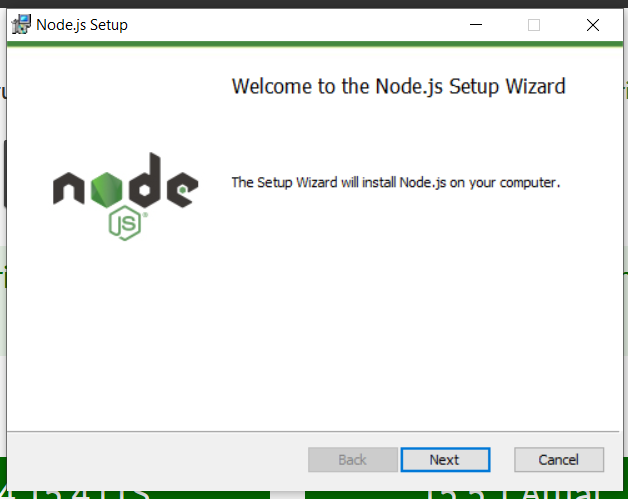 Node.js Setup
Welcome to the Node.js Setup Wizard
The Setup Wizard will install Node.js on your computer.
node
JS
Back
Next
Cancel